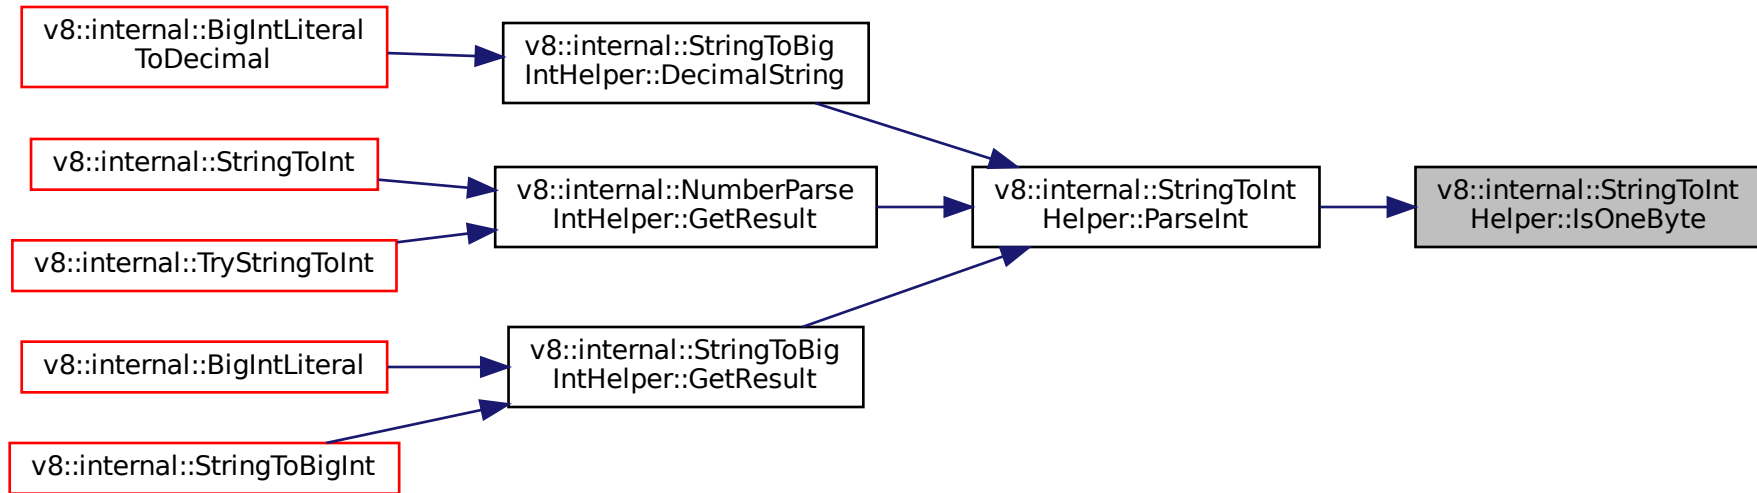 v8::internal::BigIntLiteral
ToDecimal
v8::internal::StringToBig
IntHelper::DecimalString
v8::internal::StringToInt
v8::internal::NumberParse
IntHelper::GetResult
v8::internal::StringToInt
Helper::ParseInt
v8::internal::StringToInt
Helper::IsOneByte
v8::internal::TryStringToInt
v8::internal::BigIntLiteral
v8::internal::StringToBig
IntHelper::GetResult
v8::internal::StringToBigInt